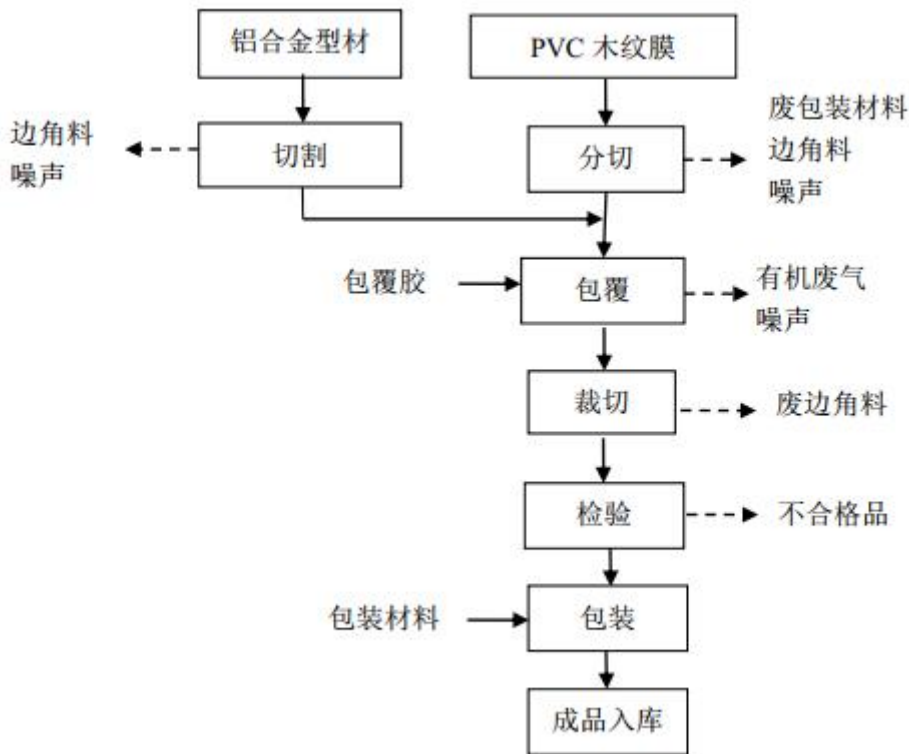 铝合金型材
PVC 木纹膜
边角料
噪声
切割
分切
废包装材料
边角料
噪声
包覆胶
包覆
有机废气
噪声
裁切
废边角料
检验
不合格品
包装材料
包装
成品入库